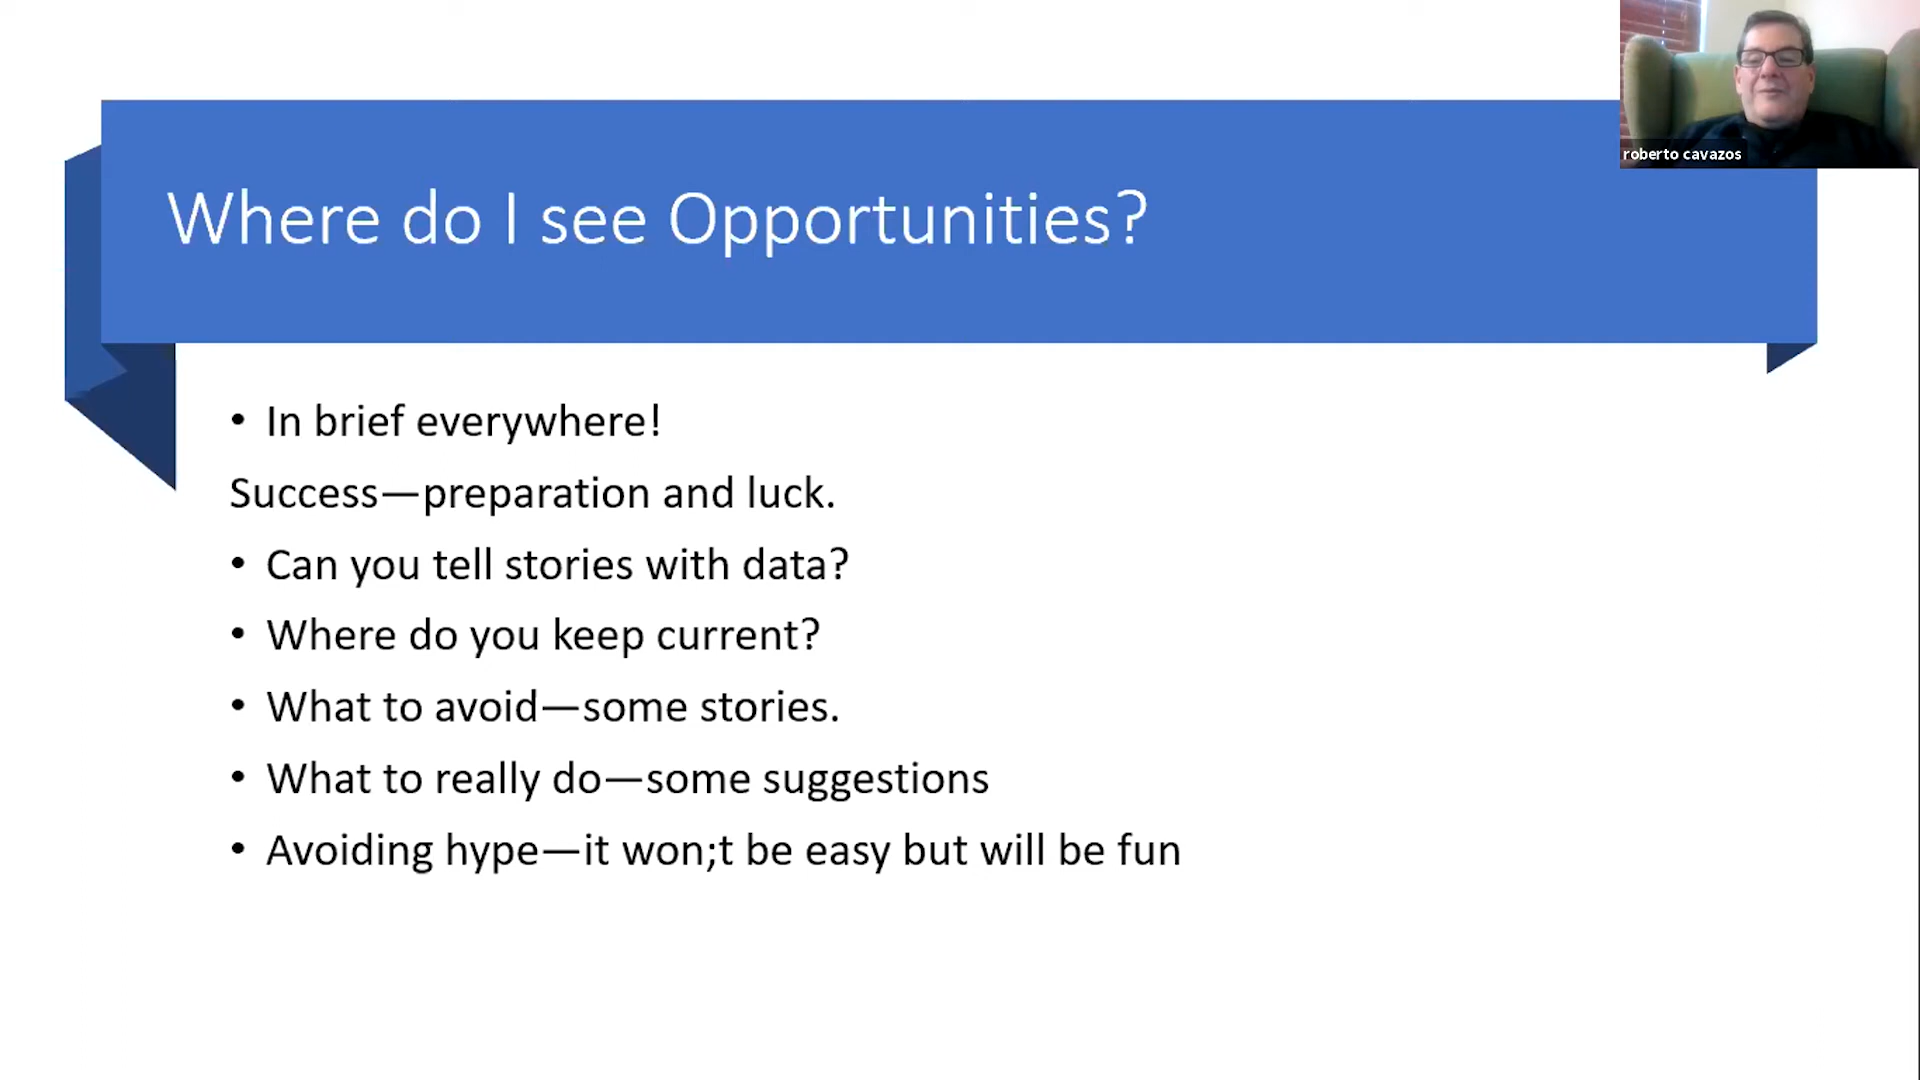 roberto cavazos
Where do I see Opportunities?
• In brief everywhere!
Success—preparation and luck.
• Can you tell stories with data?
• Where do you keep current?
• What to avoid—some stories.
• What to really do—some suggestions
• Avoiding hype—it won;t be easy but will be fun